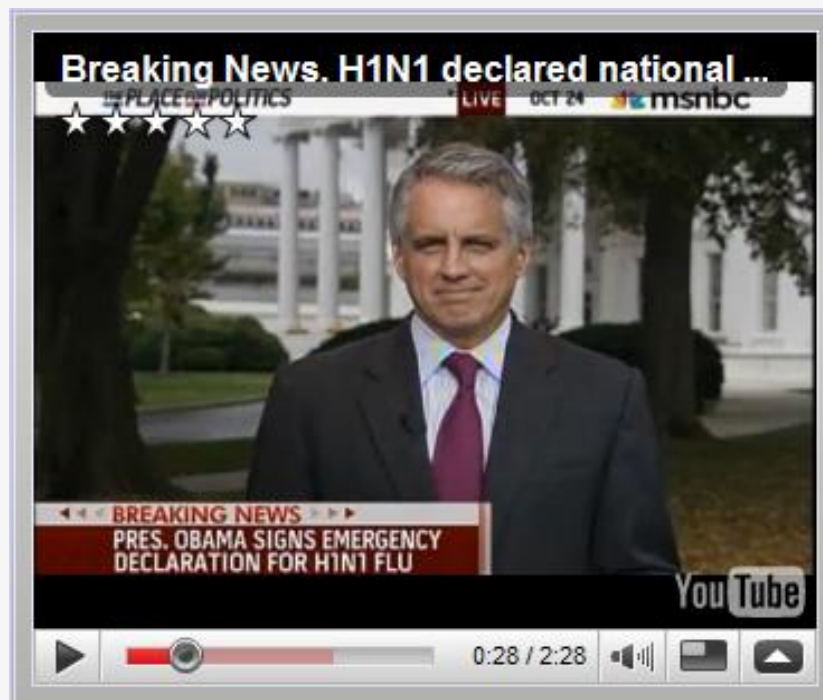 Breaking News. H1N1 declared national ...
THE PLACE FOR POLITICS LIVE OCT 24 msnbc
BREAKING NEWS
PRES. OBAMA SIGNS EMERGENCY
DECLARATION FOR H1N1 FLU
YouTube
0:28 / 2:28